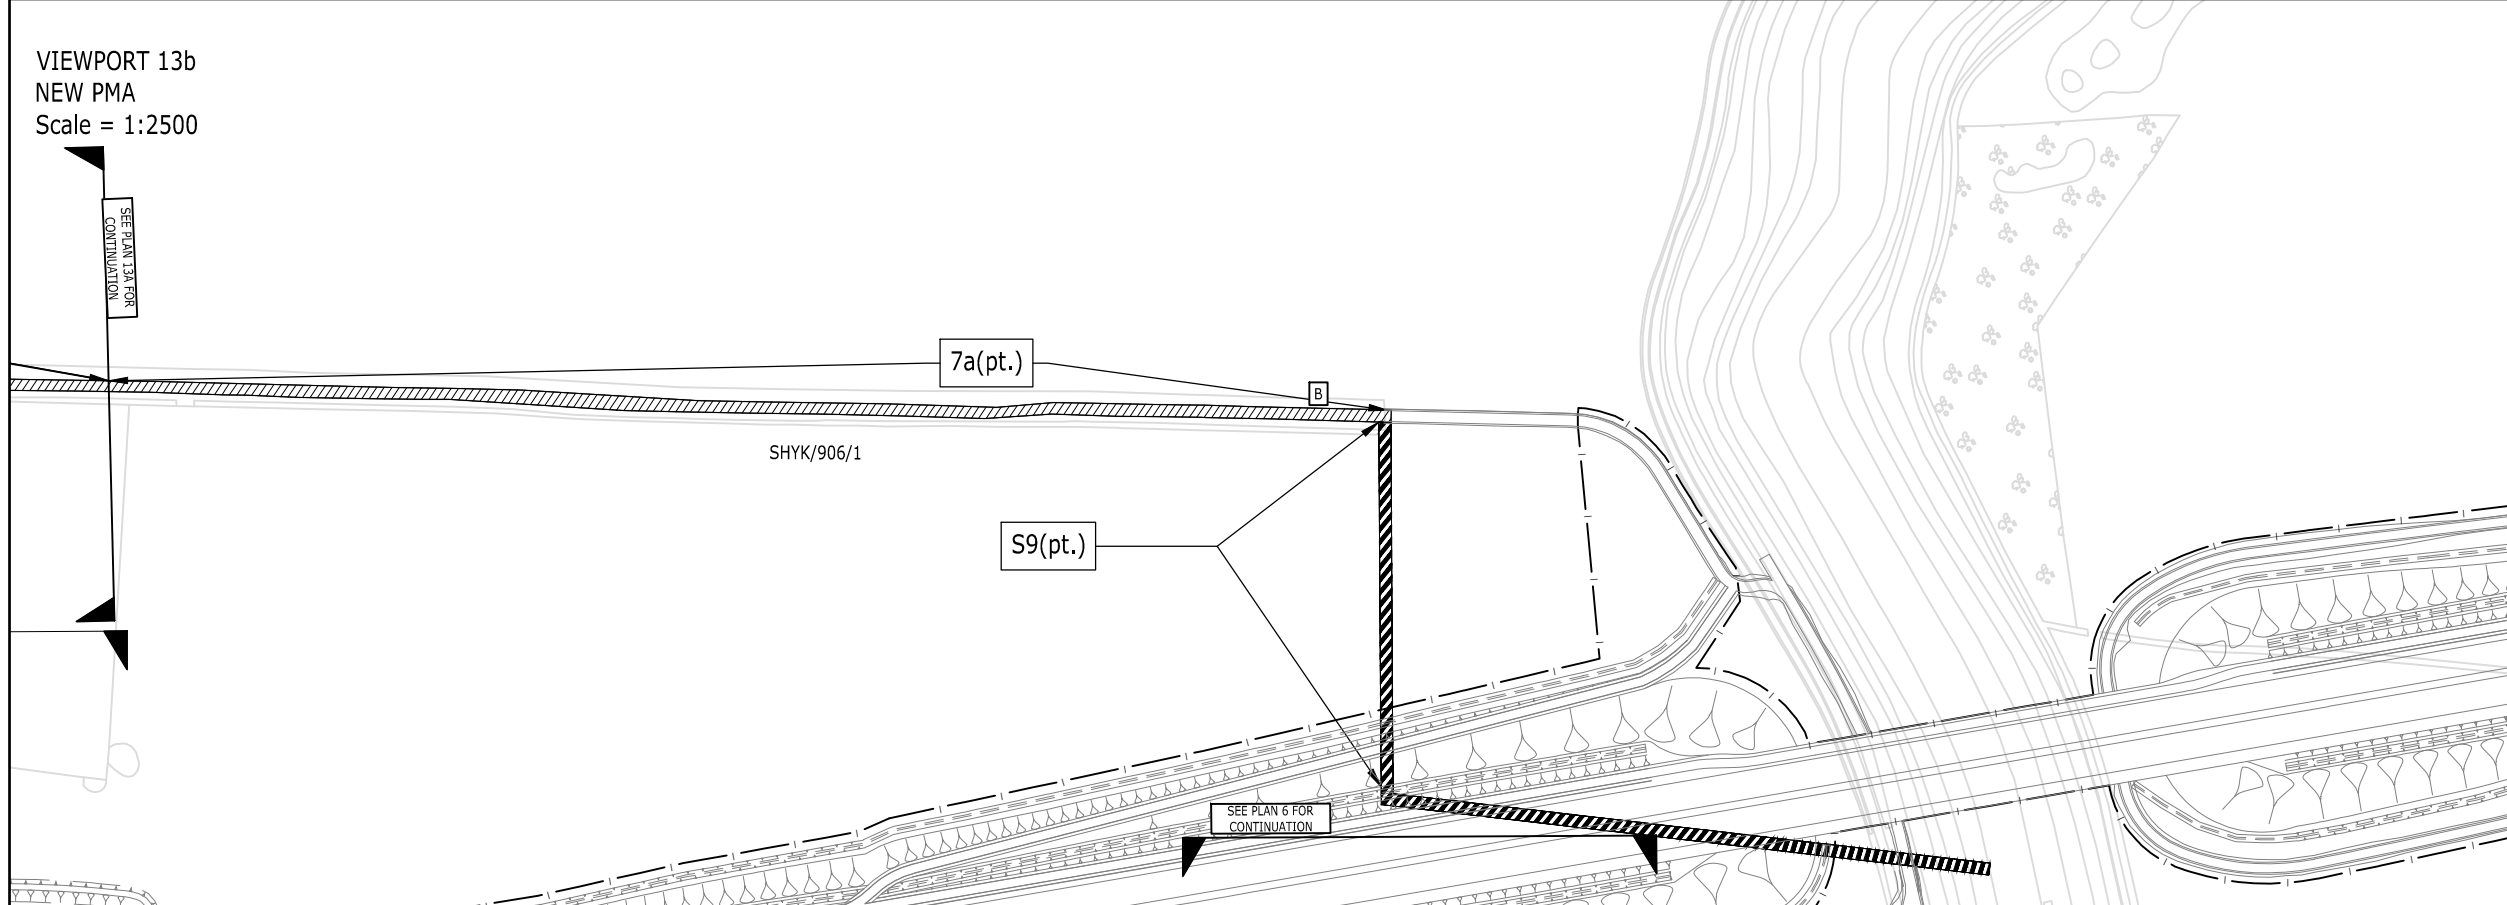 VIEWPORT 13b
NEW PMA
Scale = 1:2500
SEE PLAN 13A FOR
CONTINUATION
7a(pt.)
B
SHYK/906/1
S9(pt.)
SEE PLAN 6 FOR
CONTINUATION